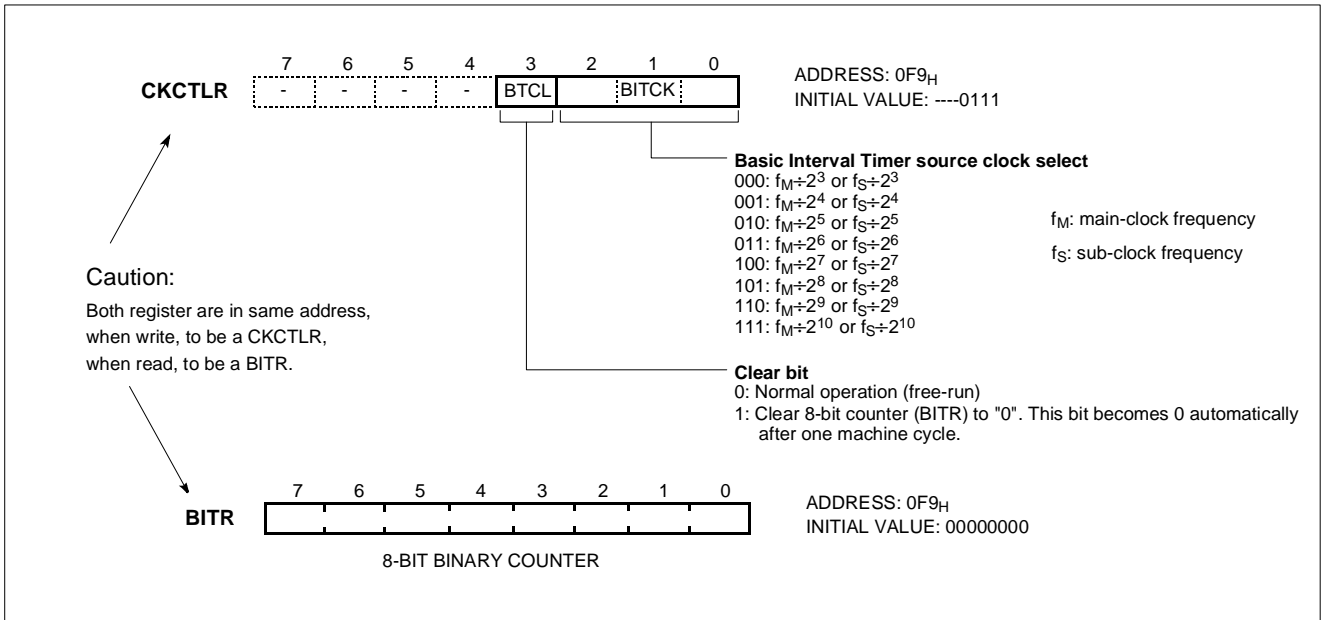 7 6 5 4 3 2 1 0
CKCTLR - - - - BTCL BITCK
ADDRESS: 0F9H
INITIAL VALUE: ----0111
Basic Interval Timer source clock select
000: fM÷2³ or fS÷2³
001: fM÷2⁴ or fS÷2⁴
010: fM÷2⁵ or fS÷2⁵
011: fM÷2⁶ or fS÷2⁶
100: fM÷2⁷ or fS÷2⁷
101: fM÷2⁸ or fS÷2⁸
110: fM÷2⁹ or fS÷2⁹
111: fM÷2¹⁰ or fS÷2¹⁰
fM: main-clock frequency
fS: sub-clock frequency
Caution:
Both register are in same address,
when write, to be a CKCTLR,
when read, to be a BITR.
Clear bit
0: Normal operation (free-run)
1: Clear 8-bit counter (BITR) to "0". This bit becomes 0 automatically
after one machine cycle.
7 6 5 4 3 2 1 0
BITR
ADDRESS: 0F9H
INITIAL VALUE: 00000000
8-BIT BINARY COUNTER